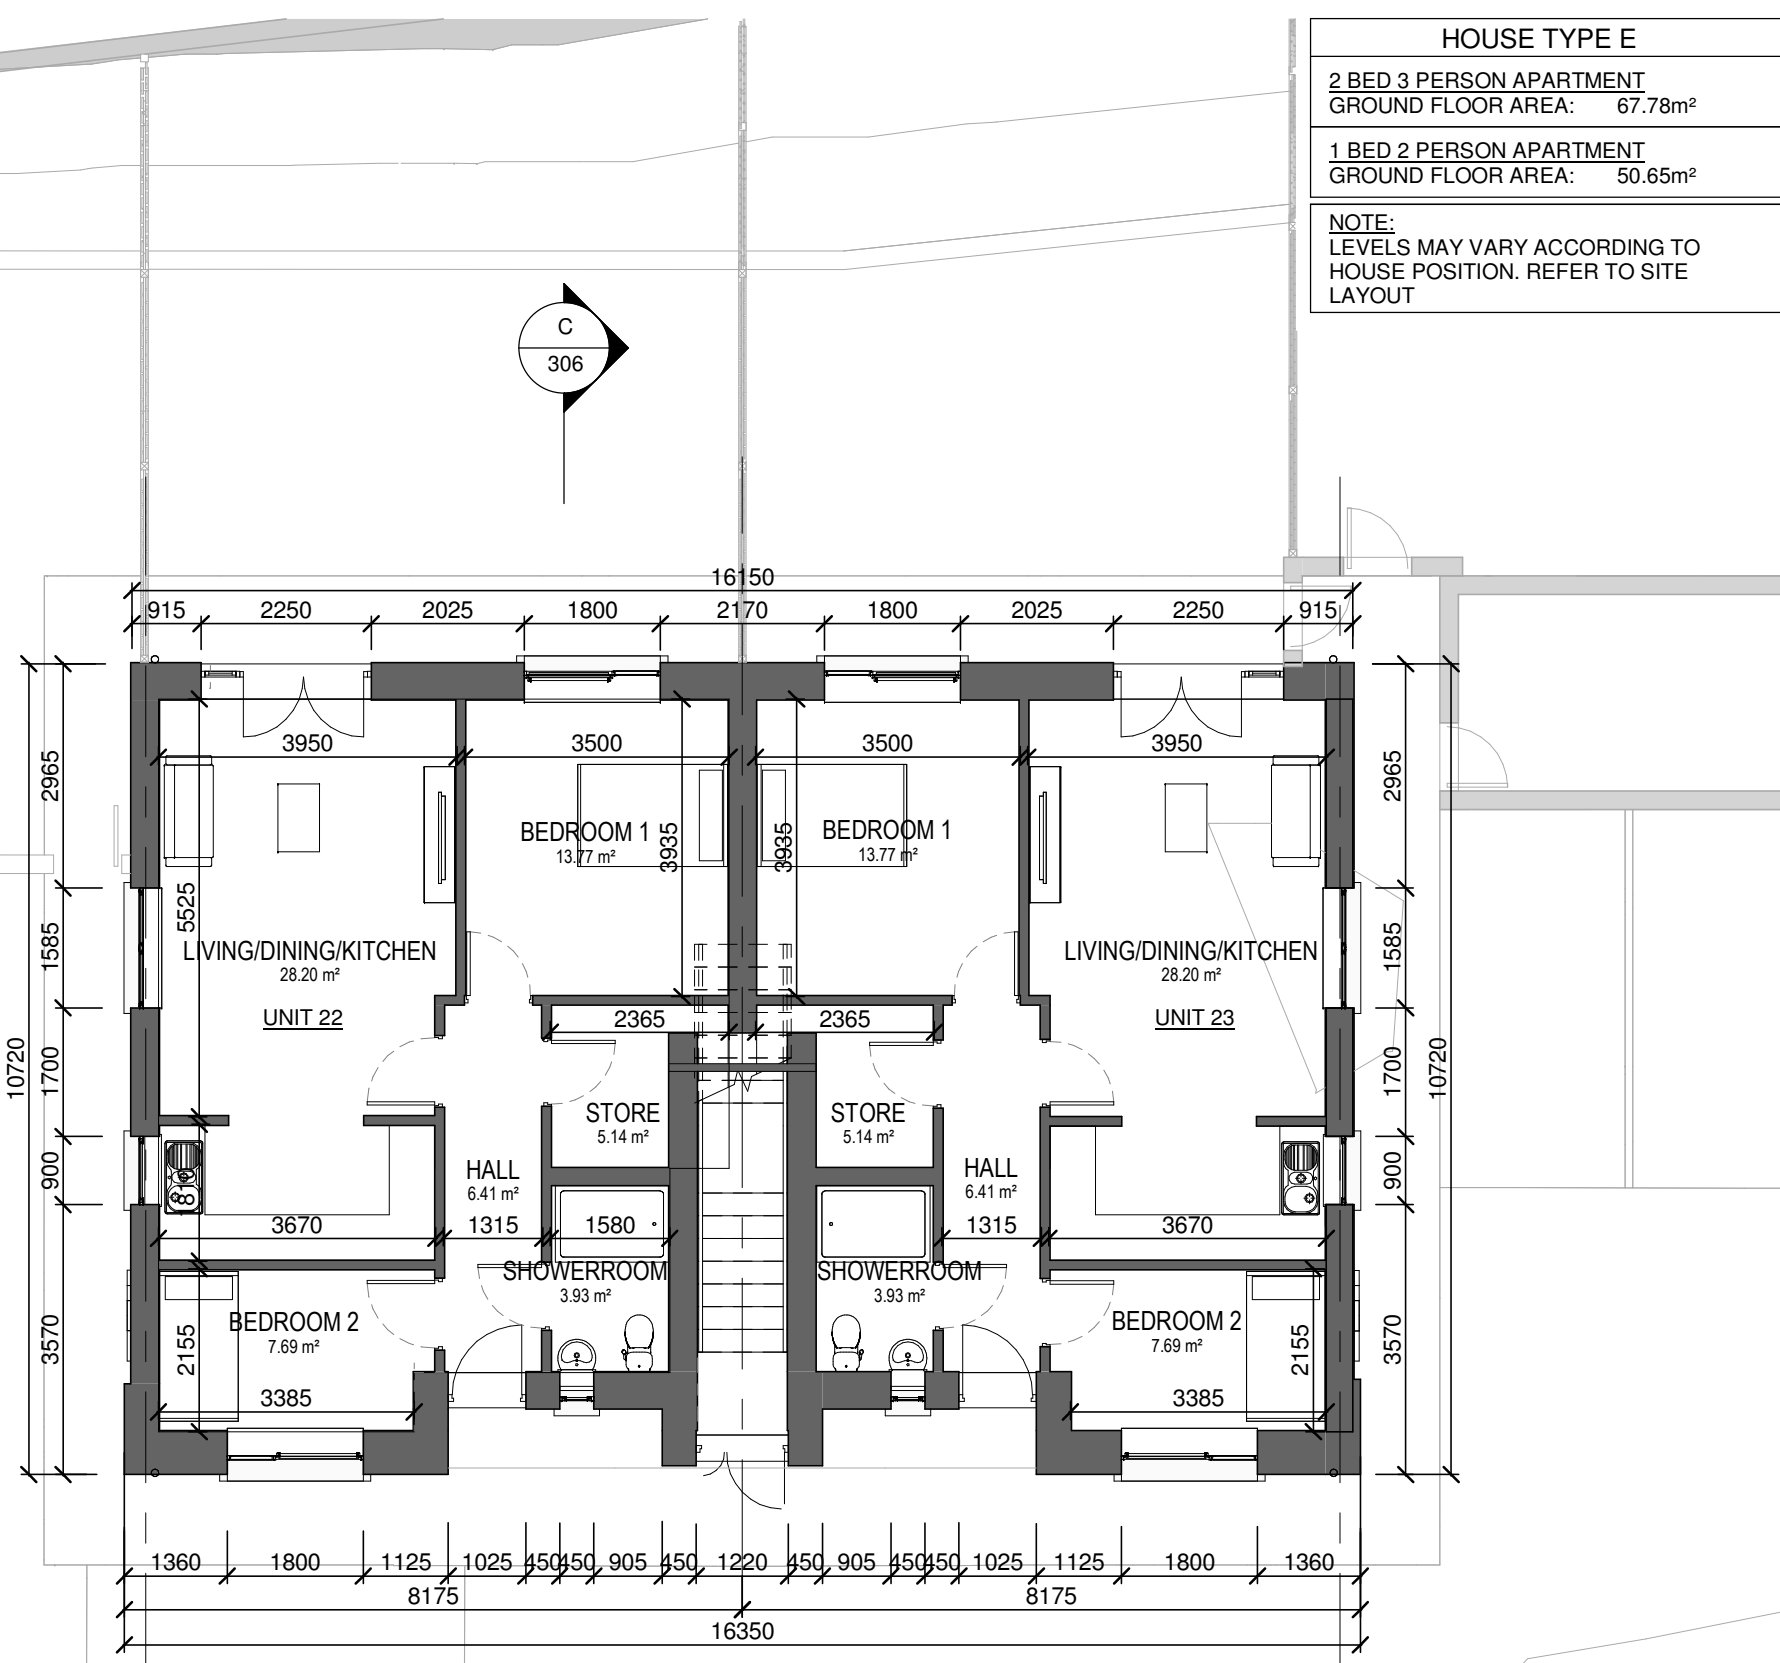 HOUSE TYPE E
2 BED 3 PERSON APARTMENT
GROUND FLOOR AREA: 67.78m²
1 BED 2 PERSON APARTMENT
GROUND FLOOR AREA: 50.65m²
NOTE:
LEVELS MAY VARY ACCORDING TO
HOUSE POSITION. REFER TO SITE
LAYOUT
C
306
16150
915 2250 2025 1800 2170 1800 2025 2250 915
3950 3500 3500 3950
2965
1585
1700
900
3570
10720
5525
3935
3935
BEDROOM 1
13.77 m²
BEDROOM 1
13.77 m²
LIVING/DINING/KITCHEN
28.20 m²
UNIT 22
LIVING/DINING/KITCHEN
28.20 m²
UNIT 23
2365 2365
STORE
5.14 m²
STORE
5.14 m²
HALL
6.41 m²
HALL
6.41 m²
3670 1315 1580 1315 3670
SHOWERROOM
3.93 m²
SHOWERROOM
3.93 m²
BEDROOM 2
7.69 m²
BEDROOM 2
7.69 m²
2155
3385
3385
2155
2965
1585
1700
900
3570
10720
1360 1800 1125 1025 450 450 905 450 1220 450 905 450 450 1025 1125 1800 1360
8175 8175
16350